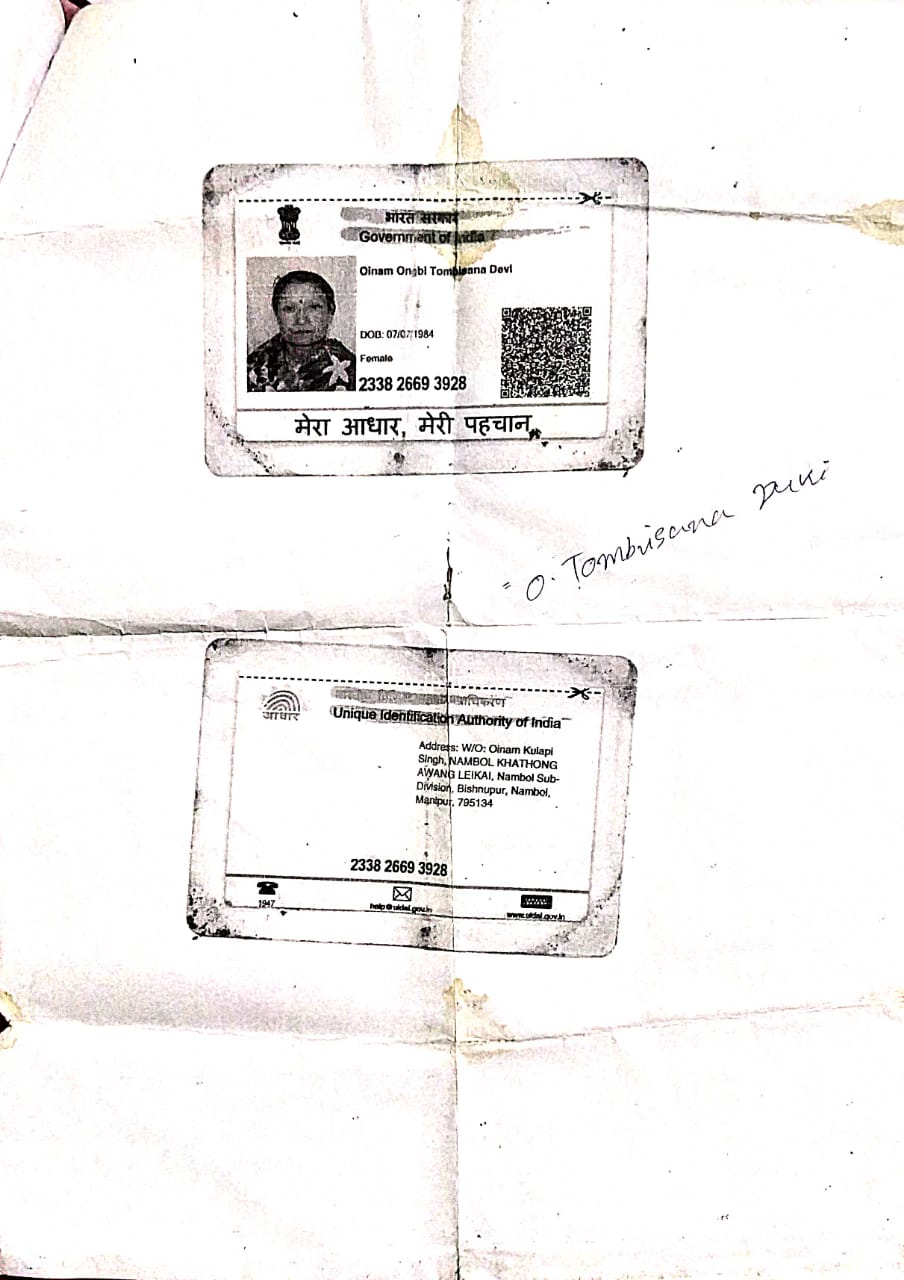 भारत सरकार
Government of India
Oinam Ongbi Tombisana Devi
DOB: 07/07/1984
Female
2338 2669 3928
मेरा आधार, मेरी पहचान
O. Tombisana Devi
आधार
प्राधिकरण
Unique Identification Authority of India
Address: W/O: Oinam Kulapi
Singh, NAMBOL KHATHONG
AWANG LEIKAI, Nambol Sub-
Division, Bishnupur, Nambol,
Manipur, 795134
2338 2669 3928
1947
help@uidai.gov.in
www.uidai.gov.in